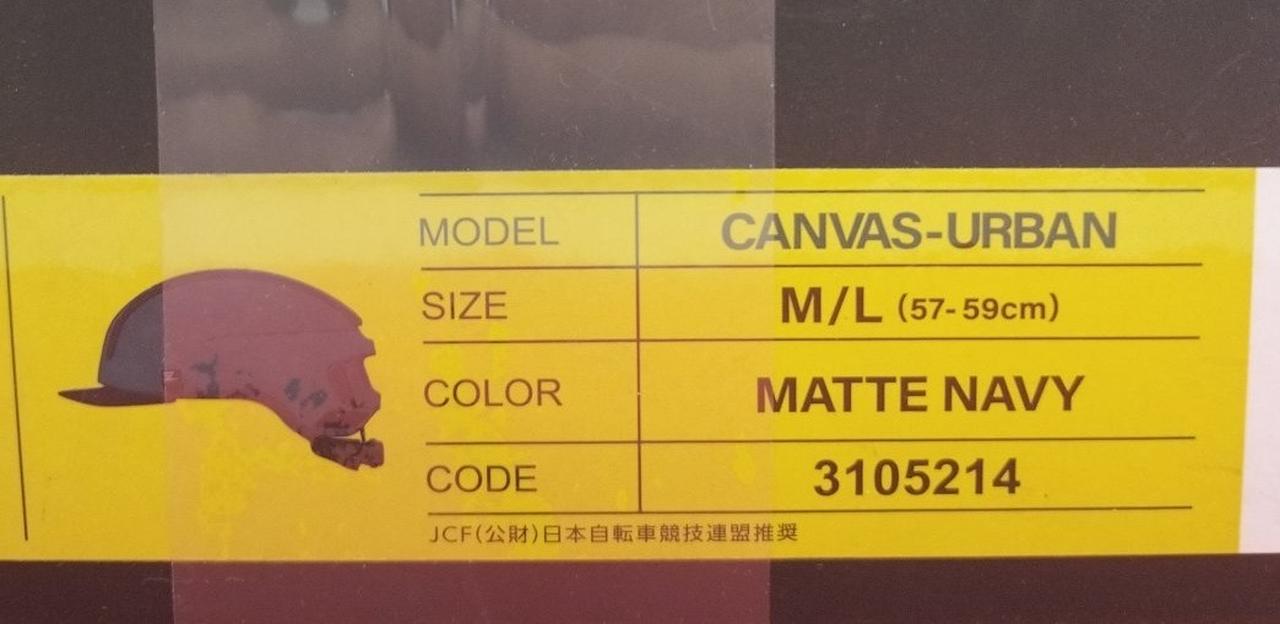 MODEL CANVAS-URBAN
SIZE M/L (57-59cm)
COLOR MATTE NAVY
CODE 3105214
JCF(公財)日本自転車競技連盟推奨